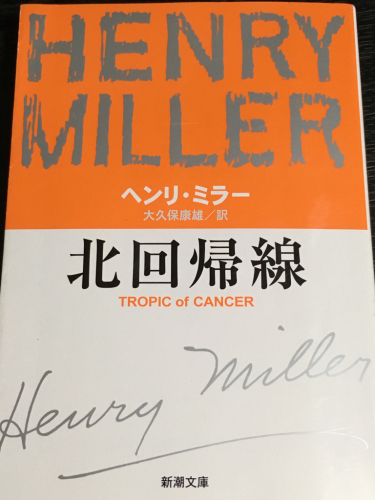 HENRY
MILLER
ヘンリ・ミラー
大久保康雄／訳
北回帰線
TROPIC of CANCER
Henry Miller
新潮文庫